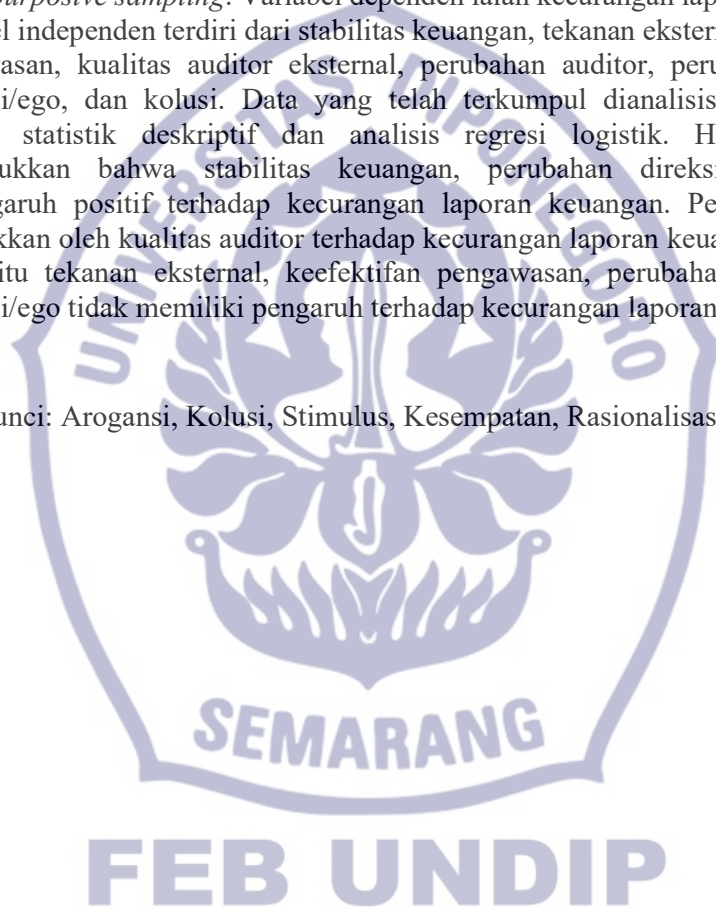 purposive sampling. Variabel dependen ialah kecurangan lap
el independen terdiri dari stabilitas keuangan, tekanan ekstern
asan, kualitas auditor eksternal, perubahan auditor, peru
i/ego, dan kolusi. Data yang telah terkumpul dianalisis
statistik deskriptif dan analisis regresi logistik. H
ukkan bahwa stabilitas keuangan, perubahan direksi
garuh positif terhadap kecurangan laporan keuangan. Pe
kkan oleh kualitas auditor terhadap kecurangan laporan keua
itu tekanan eksternal, keefektifan pengawasan, perubaha
i/ego tidak memiliki pengaruh terhadap kecurangan laporan
unci: Arogansi, Kolusi, Stimulus, Kesempatan, Rasionalisas
UNIVERSITAS DIPONEGORO
SEMARANG
FEB UNDIP